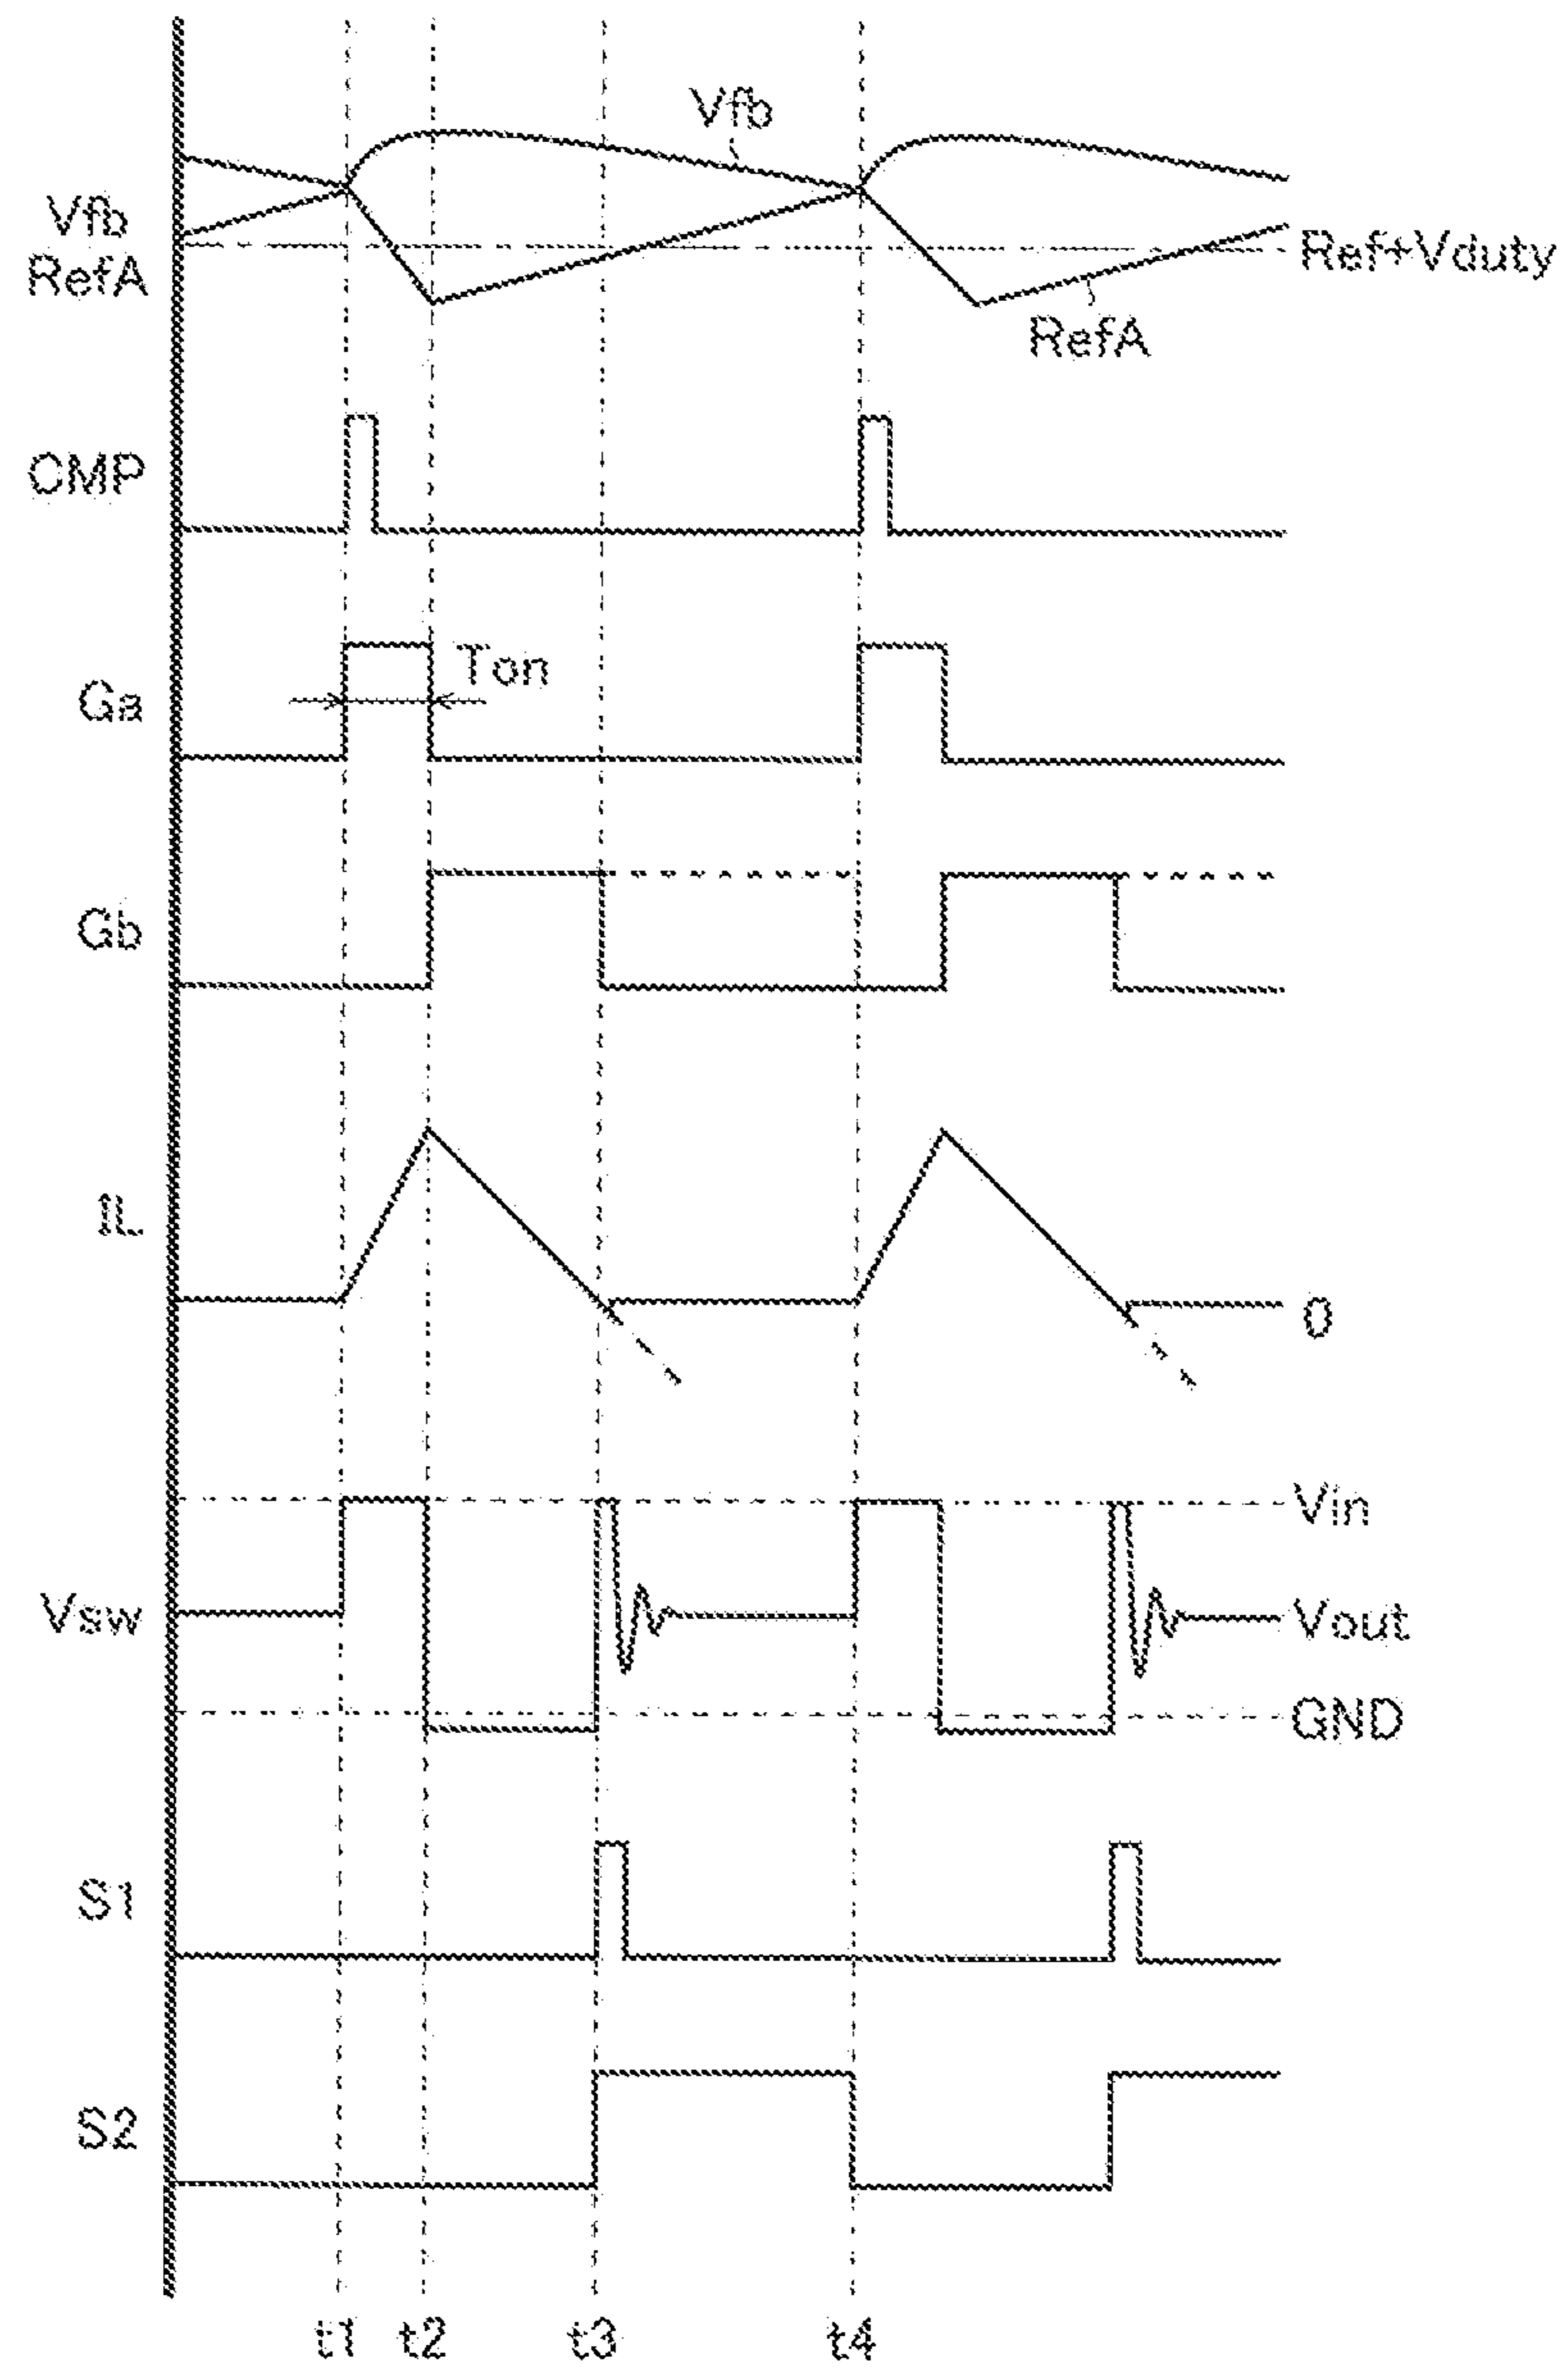 Vfb
Vfb
RefA
Ref+Vduty
RefA
CMP
Ton
Ga
Gb
IL
0
Vin
Vsw
Vout
GND
S1
S2
t1 t2 t3 t4